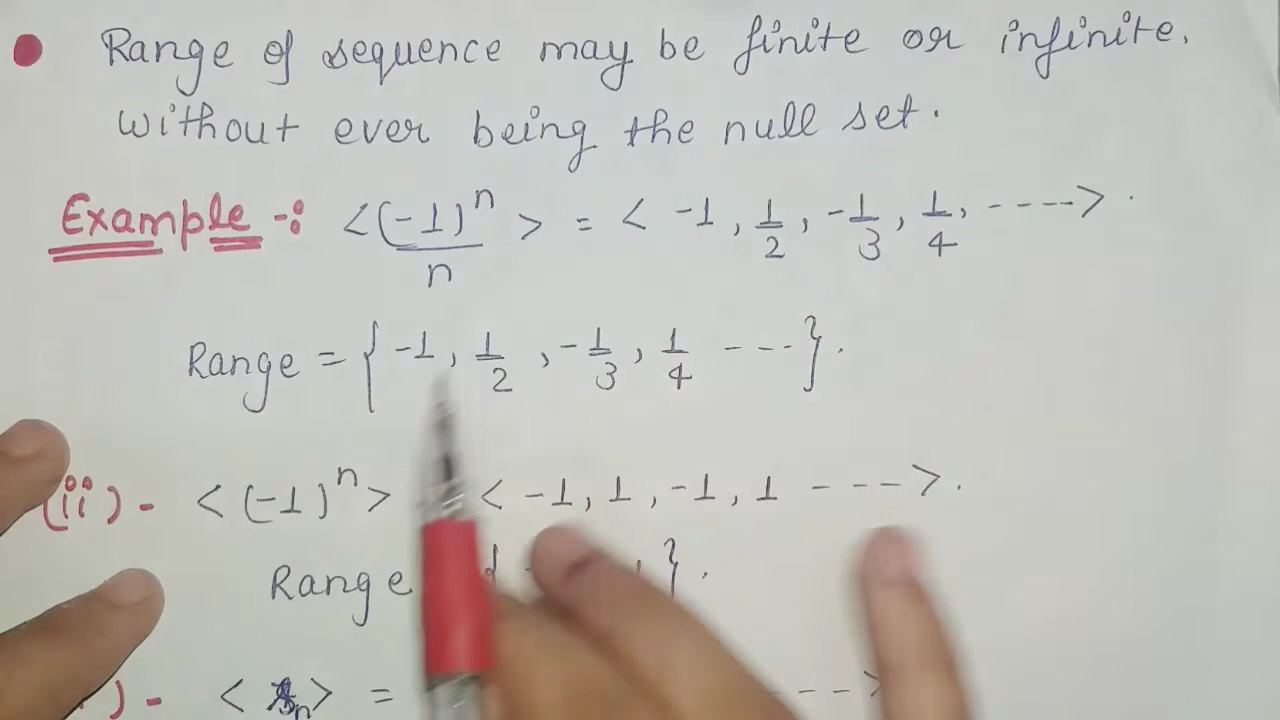 Range of sequence may be finite or infinite.
without ever being the null set.
Example -: <(-1)^n/n> = < -1, 1/2, -1/3, 1/4, ---->.
Range = { -1, 1/2, -1/3, 1/4 --- }.
(ii)- <(-1)^n> < -1, 1, -1, 1 --- >.
Range }.
)- < n> = --->